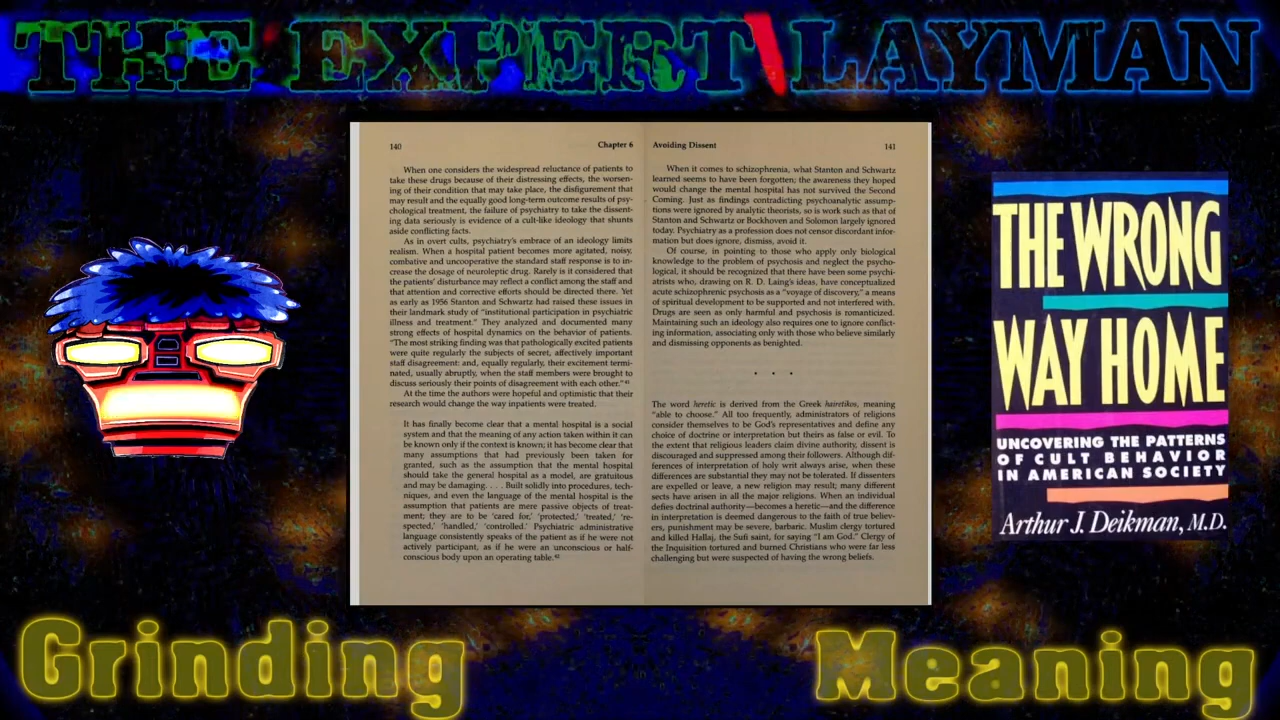 THE EXPERT\LAYMAN
140 Chapter 6
When one considers the widespread reluctance of patients to
take these drugs because of their distressing effects, the worsen-
ing of their condition that may take place, the disfigurement that
may result and the equally good long-term outcome results of psy-
chological treatment, the failure of psychiatry to take the dissent-
ing data seriously is evidence of a cult-like ideology that shunts
aside conflicting facts.
As in overt cults, psychiatry's embrace of an ideology limits
realism. When a hospital patient becomes more agitated, noisy,
combative and uncooperative the standard staff response is to in-
crease the dosage of neuroleptic drug. Rarely is it considered that
the patients' disturbance may reflect a conflict among the staff and
that attention and corrective efforts should be directed there. Yet
as early as 1956 Stanton and Schwartz had raised these issues in
their landmark study of "institutional participation in psychiatric
illness and treatment." They analyzed and documented many
strong effects of hospital dynamics on the behavior of patients.
"The most striking finding was that pathologically excited patients
were quite regularly the subjects of secret, affectively important
staff disagreement: and, equally regularly, their excitement termi-
nated, usually abruptly, when the staff members were brought to
discuss seriously their points of disagreement with each other."⁴¹
At the time the authors were hopeful and optimistic that their
research would change the way inpatients were treated.
It has finally become clear that a mental hospital is a social
system and that the meaning of any action taken within it can
be known only if the context is known; it has become clear that
many assumptions that had previously been taken for
granted, such as the assumption that the mental hospital
should take the general hospital as a model, are gratuitous
and may be damaging. . . . Built solidly into procedures, tech-
niques, and even the language of the mental hospital is the
assumption that patients are mere passive objects of treat-
ment; they are to be 'cared for,' 'protected,' 'treated,' 're-
spected,' 'handled,' 'controlled.' Psychiatric administrative
language consistently speaks of the patient as if he were not
actively participant, as if he were an unconscious or half-
conscious body upon an operating table.⁴²
Avoiding Dissent 141
When it comes to schizophrenia, what Stanton and Schwartz
learned seems to have been forgotten; the awareness they hoped
would change the mental hospital has not survived the Second
Coming. Just as findings contradicting psychoanalytic assump-
tions were ignored by analytic theorists, so is work such as that of
Stanton and Schwartz or Bockhoven and Solomon largely ignored
today. Psychiatry as a profession does not censor discordant infor-
mation but does ignore, dismiss, avoid it.
Of course, in pointing to those who apply only biological
knowledge to the problem of psychosis and neglect the psycho-
logical, it should be recognized that there have been some psychi-
atrists who, drawing on R. D. Laing's ideas, have conceptualized
acute schizophrenic psychosis as a "voyage of discovery," a means
of spiritual development to be supported and not interfered with.
Drugs are seen as only harmful and psychosis is romanticized.
Maintaining such an ideology also requires one to ignore conflict-
ing information, associating only with those who believe similarly
and dismissing opponents as benighted.
• • •
The word heretic is derived from the Greek hairetikos, meaning
"able to choose." All too frequently, administrators of religions
consider themselves to be God's representatives and define any
choice of doctrine or interpretation but theirs as false or evil. To
the extent that religious leaders claim divine authority, dissent is
discouraged and suppressed among their followers. Although dif-
ferences of interpretation of holy writ always arise, when these
differences are substantial they may not be tolerated. If dissenters
are expelled or leave, a new religion may result; many different
sects have arisen in all the major religions. When an individual
defies doctrinal authority—becomes a heretic—and the difference
in interpretation is deemed dangerous to the faith of true believ-
ers, punishment may be severe, barbaric. Muslim clergy tortured
and killed Hallaj, the Sufi saint, for saying "I am God." Clergy of
the Inquisition tortured and burned Christians who were far less
challenging but were suspected of having the wrong beliefs.
THE WRONG
WAY HOME
UNCOVERING THE PATTERNS
OF CULT BEHAVIOR
IN AMERICAN SOCIETY
Arthur J. Deikman, M.D.
Grinding Meaning